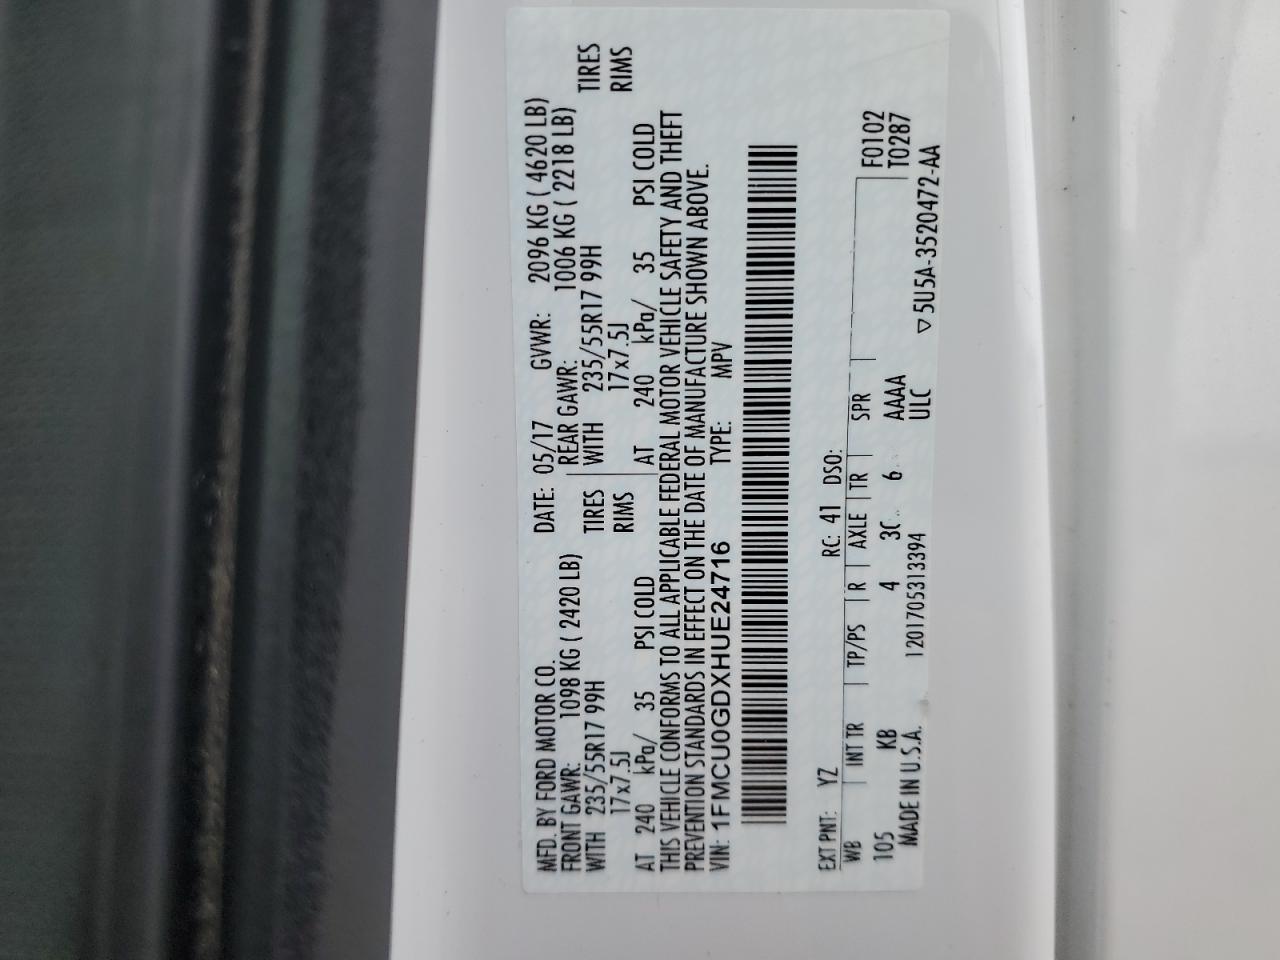 MFD. BY FORD MOTOR CO. DATE: 05/17 GVWR: 2096 KG ( 4620 LB)
FRONT GAWR: 1098 KG ( 2420 LB) REAR GAWR: 1006 KG ( 2218 LB)
WITH 235/55R17 99H TIRES WITH 235/55R17 99H TIRES
17x7.5J RIMS 17x7.5J RIMS
AT 240 kPa/ 35 PSI COLD AT 240 kPa/ 35 PSI COLD
THIS VEHICLE CONFORMS TO ALL APPLICABLE FEDERAL MOTOR VEHICLE SAFETY AND THEFT
PREVENTION STANDARDS IN EFFECT ON THE DATE OF MANUFACTURE SHOWN ABOVE.
VIN: 1FMCU0GDXHUE24716 TYPE: MPV
EXT PNT: YZ RC: 41 DSO:
WB INT TR TP/PS R AXLE TR SPR F0102
105 KB 4 6 AAAA T0287
MADE IN U.S.A. 1201705313394 ULC ▽5U5A-3520472-AA